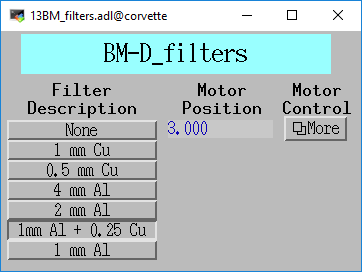 13BM_filters.adl@corvette
BM-D_filters
Filter Description
Motor Position
Motor Control
None
3.000
More
1 mm Cu
0.5 mm Cu
4 mm Al
2 mm Al
1mm Al + 0.25 Cu
1 mm Al